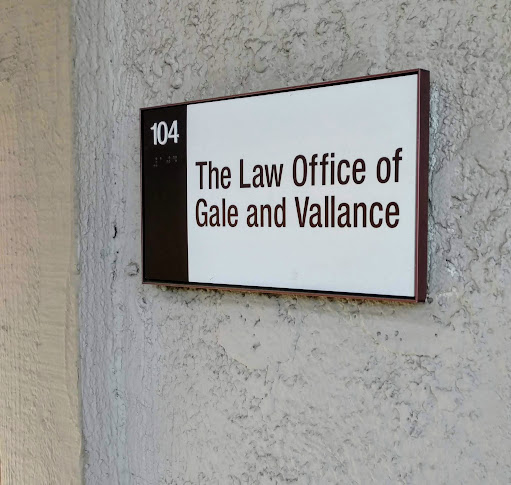 104
The Law Office of
Gale and Vallance